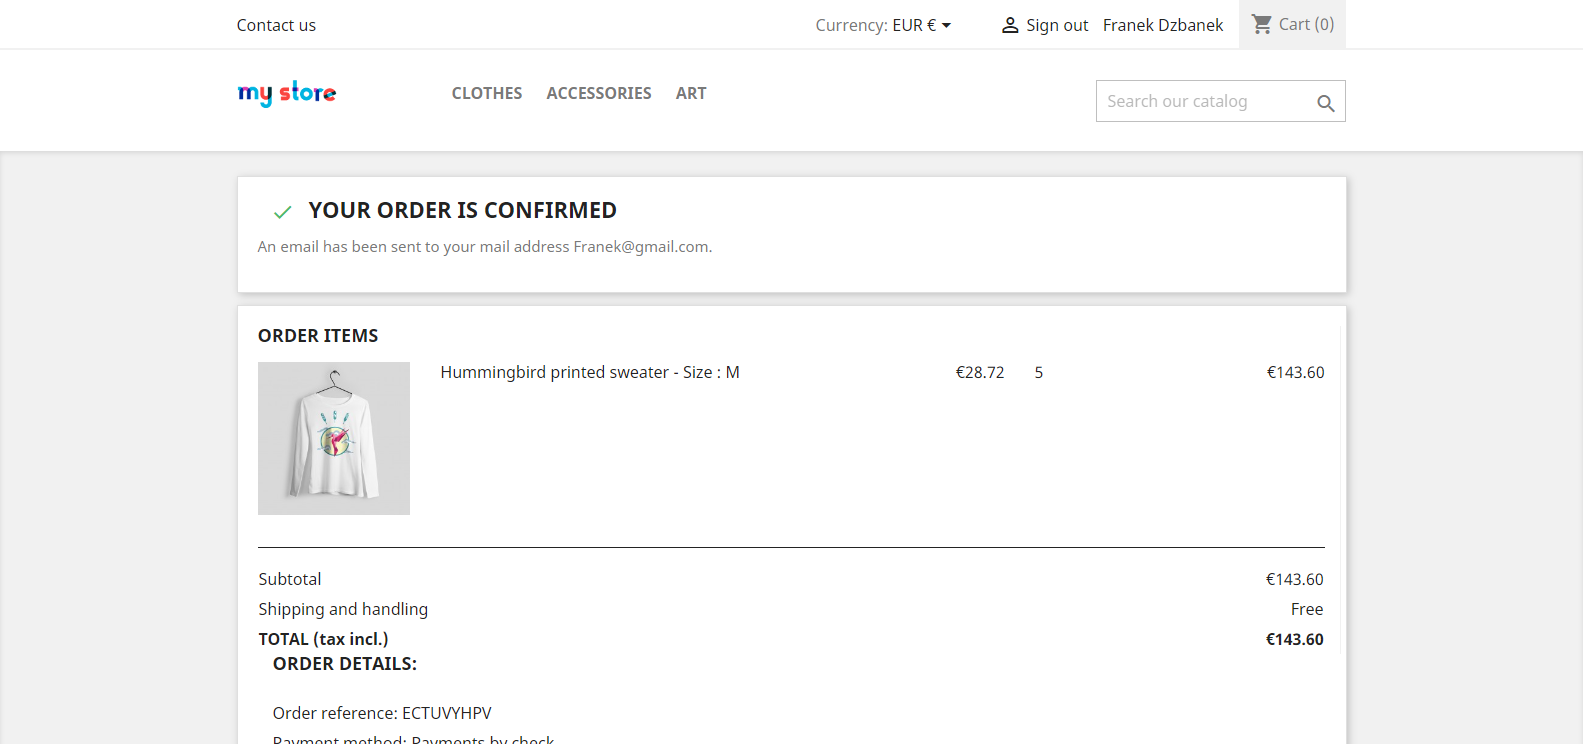 Contact us
Currency: EUR €
Sign out
Franek Dzbanek
Cart (0)
my store
CLOTHES
ACCESSORIES
ART
Search our catalog
YOUR ORDER IS CONFIRMED
An email has been sent to your mail address Franek@gmail.com.
ORDER ITEMS
Hummingbird printed sweater - Size : M €28.72 5 €143.60
Subtotal €143.60
Shipping and handling Free
TOTAL (tax incl.) €143.60
ORDER DETAILS:
Order reference: ECTUVYHPV
Payment method: Payments by check